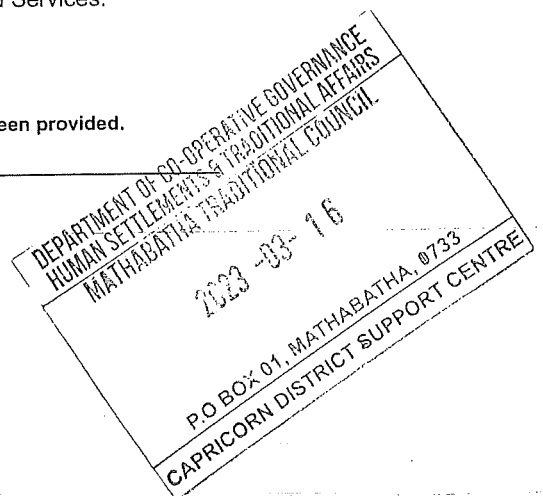 Services.
een provided.
DEPARTMENT OF CO-OPERATIVE GOVERNANCE
HUMAN SETTLEMENTS & TRADITIONAL AFFAIRS
MATHABATHA TRADITIONAL COUNCIL
2023 -03- 16
P.O BOX 01, MATHABATHA, 0733
CAPRICORN DISTRICT SUPPORT CENTRE